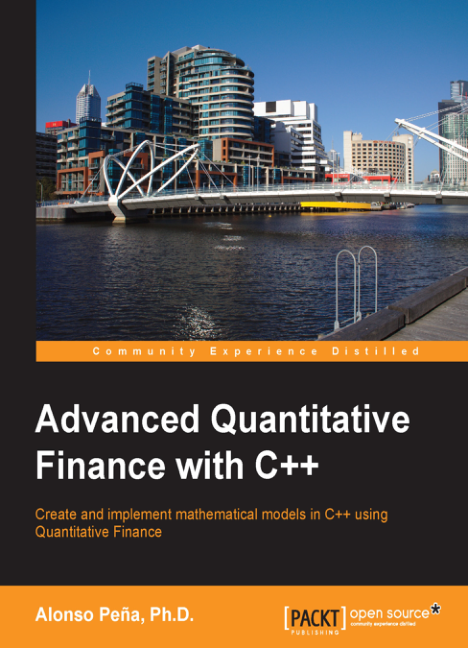 Community Experience Distilled
Advanced Quantitative
Finance with C++
Create and implement mathematical models in C++ using
Quantitative Finance
Alonso Peña, Ph.D.
[PACKT] open source*
PUBLISHING community experience distilled